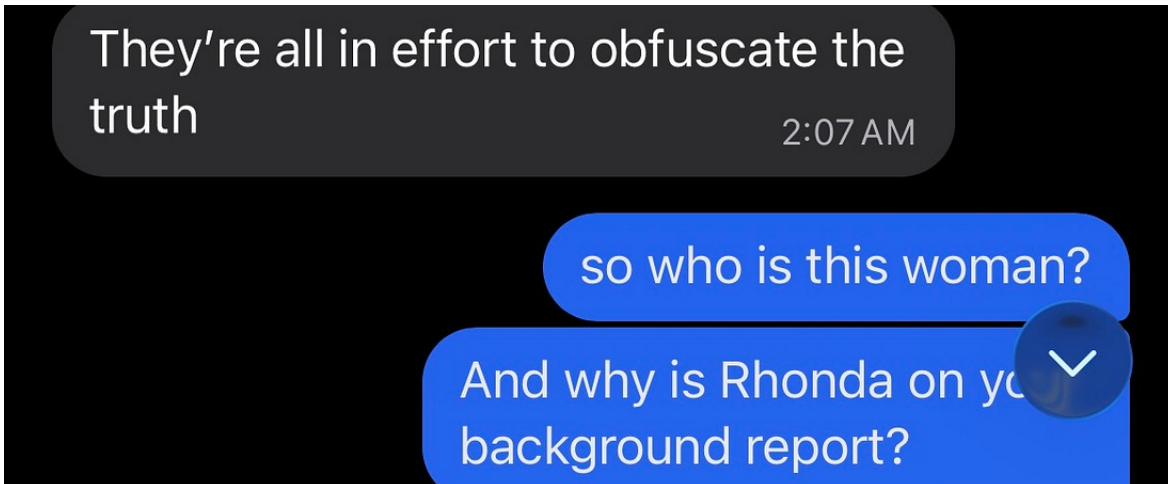 They’re all in effort to obfuscate the
truth
2:07 AM
so who is this woman?
And why is Rhonda on
background report?